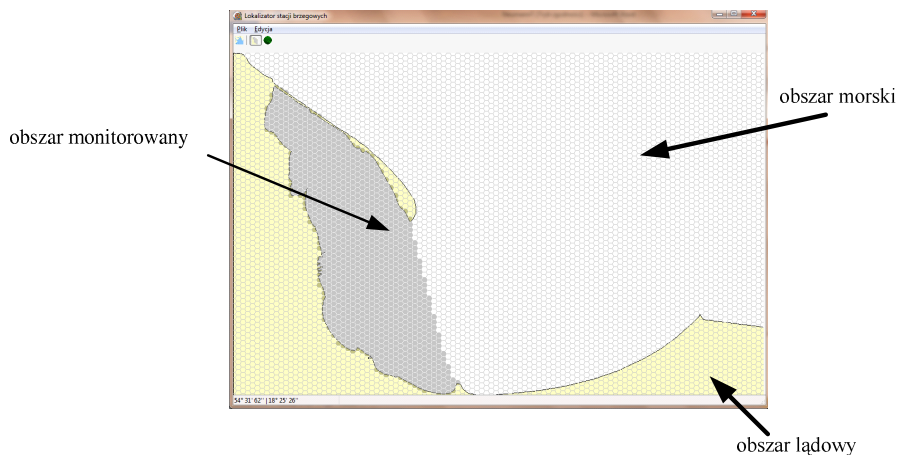 Lokalizator stacji brzegowych
Plik Edycja
obszar morski
obszar monitorowany
54° 31' 62'' | 18° 25' 26''
obszar lądowy